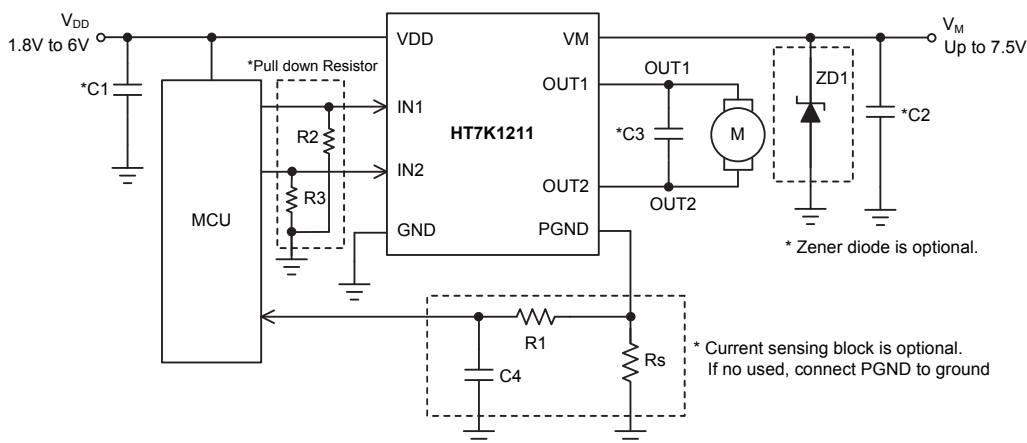 VDD
1.8V to 6V
*C1
*Pull down Resistor
R2
R3
MCU
VDD
IN1
IN2
GND
HT7K1211
VM
OUT1
OUT2
PGND
OUT1
*C3
M
OUT2
ZD1
*C2
VM
Up to 7.5V
* Zener diode is optional.
R1
C4
Rs
* Current sensing block is optional.
If no used, connect PGND to ground